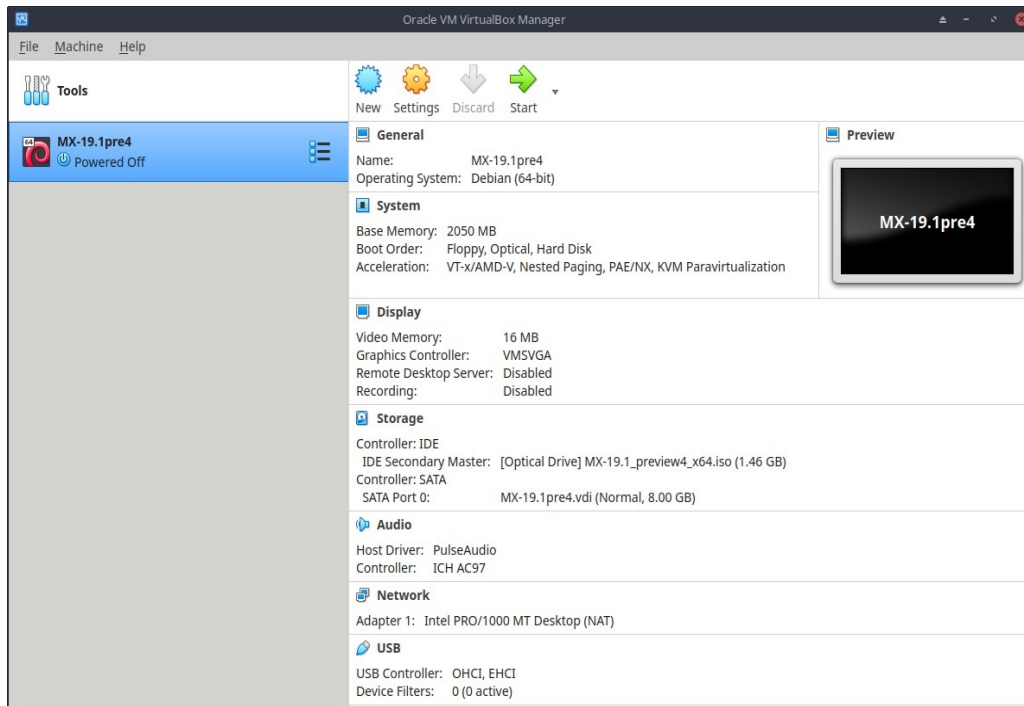 Oracle VM VirtualBox Manager
File Machine Help
Tools
New Settings Discard Start
64
MX-19.1pre4
Powered Off
General
Name: MX-19.1pre4
Operating System: Debian (64-bit)
System
Base Memory: 2050 MB
Boot Order: Floppy, Optical, Hard Disk
Acceleration: VT-x/AMD-V, Nested Paging, PAE/NX, KVM Paravirtualization
Preview
MX-19.1pre4
Display
Video Memory: 16 MB
Graphics Controller: VMSVGA
Remote Desktop Server: Disabled
Recording: Disabled
Storage
Controller: IDE
IDE Secondary Master: [Optical Drive] MX-19.1_preview4_x64.iso (1.46 GB)
Controller: SATA
SATA Port 0: MX-19.1pre4.vdi (Normal, 8.00 GB)
Audio
Host Driver: PulseAudio
Controller: ICH AC97
Network
Adapter 1: Intel PRO/1000 MT Desktop (NAT)
USB
USB Controller: OHCI, EHCI
Device Filters: 0 (0 active)